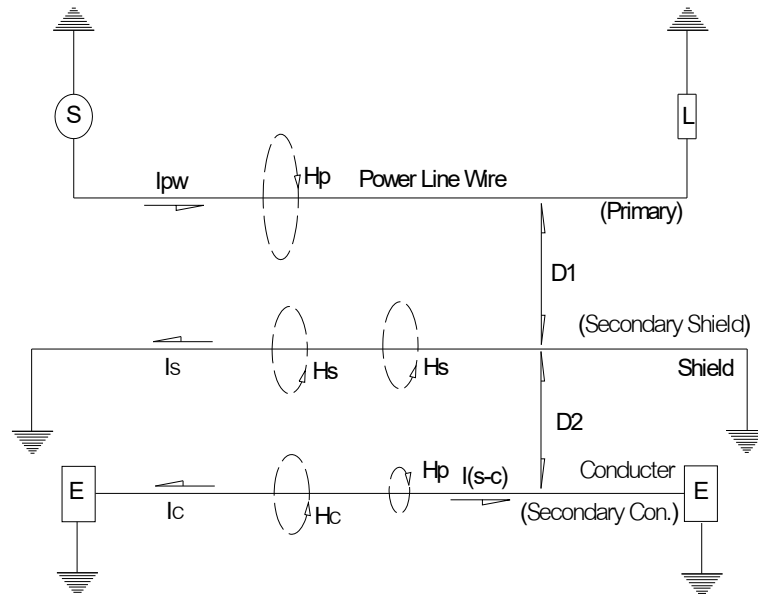 S
L
Ipw
Hp
Power Line Wire
(Primary)
D1
(Secondary Shield)
Is
Hs
Hs
Shield
D2
E
Ic
Hc
Hp
I(s-c)
Conducter
(Secondary Con.)
E